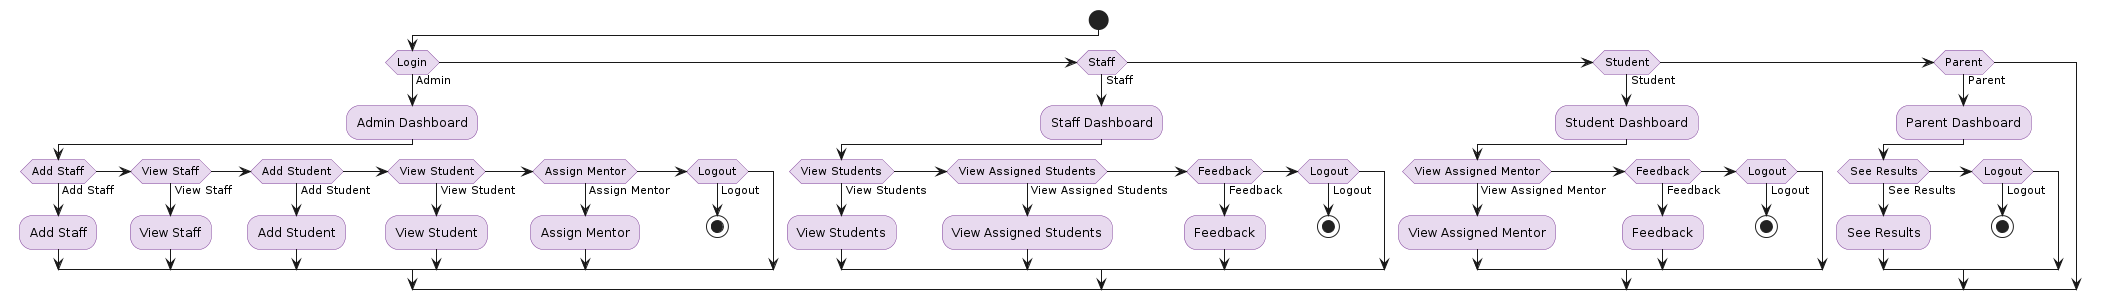 Login
Staff
Student
Parent
Admin
Staff
Student
Parent
Admin Dashboard
Staff Dashboard
Student Dashboard
Parent Dashboard
Add Staff
View Staff
Add Student
View Student
Assign Mentor
Logout
View Students
View Assigned Students
Feedback
Logout
View Assigned Mentor
Feedback
Logout
See Results
Logout
Add Staff
View Staff
Add Student
View Student
Assign Mentor
Logout
View Students
View Assigned Students
Feedback
Logout
View Assigned Mentor
Feedback
Logout
See Results
Logout
Add Staff
View Staff
Add Student
View Student
Assign Mentor
View Students
View Assigned Students
Feedback
View Assigned Mentor
Feedback
See Results